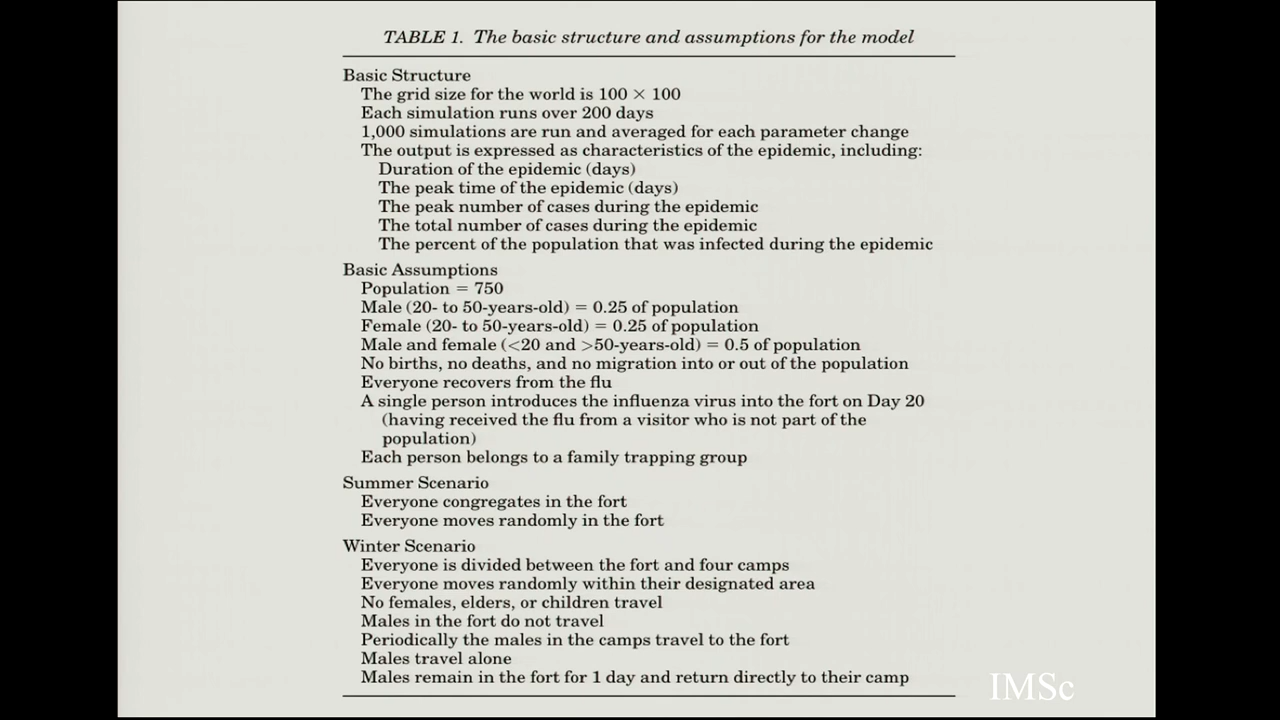 TABLE 1. The basic structure and assumptions for the model
Basic Structure
The grid size for the world is 100 × 100
Each simulation runs over 200 days
1,000 simulations are run and averaged for each parameter change
The output is expressed as characteristics of the epidemic, including:
Duration of the epidemic (days)
The peak time of the epidemic (days)
The peak number of cases during the epidemic
The total number of cases during the epidemic
The percent of the population that was infected during the epidemic
Basic Assumptions
Population = 750
Male (20- to 50-years-old) = 0.25 of population
Female (20- to 50-years-old) = 0.25 of population
Male and female (<20 and >50-years-old) = 0.5 of population
No births, no deaths, and no migration into or out of the population
Everyone recovers from the flu
A single person introduces the influenza virus into the fort on Day 20
(having received the flu from a visitor who is not part of the
population)
Each person belongs to a family trapping group
Summer Scenario
Everyone congregates in the fort
Everyone moves randomly in the fort
Winter Scenario
Everyone is divided between the fort and four camps
Everyone moves randomly within their designated area
No females, elders, or children travel
Males in the fort do not travel
Periodically the males in the camps travel to the fort
Males travel alone
Males remain in the fort for 1 day and return directly to their camp
IMSc